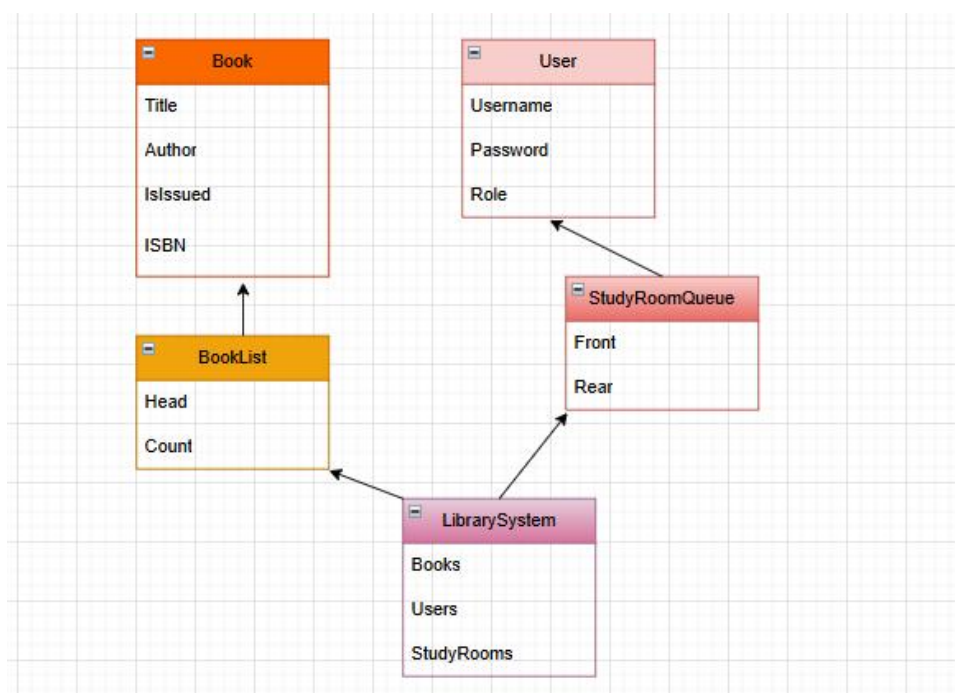 Book
Title
Author
IsIssued
ISBN
User
Username
Password
Role
StudyRoomQueue
Front
Rear
BookList
Head
Count
LibrarySystem
Books
Users
StudyRooms